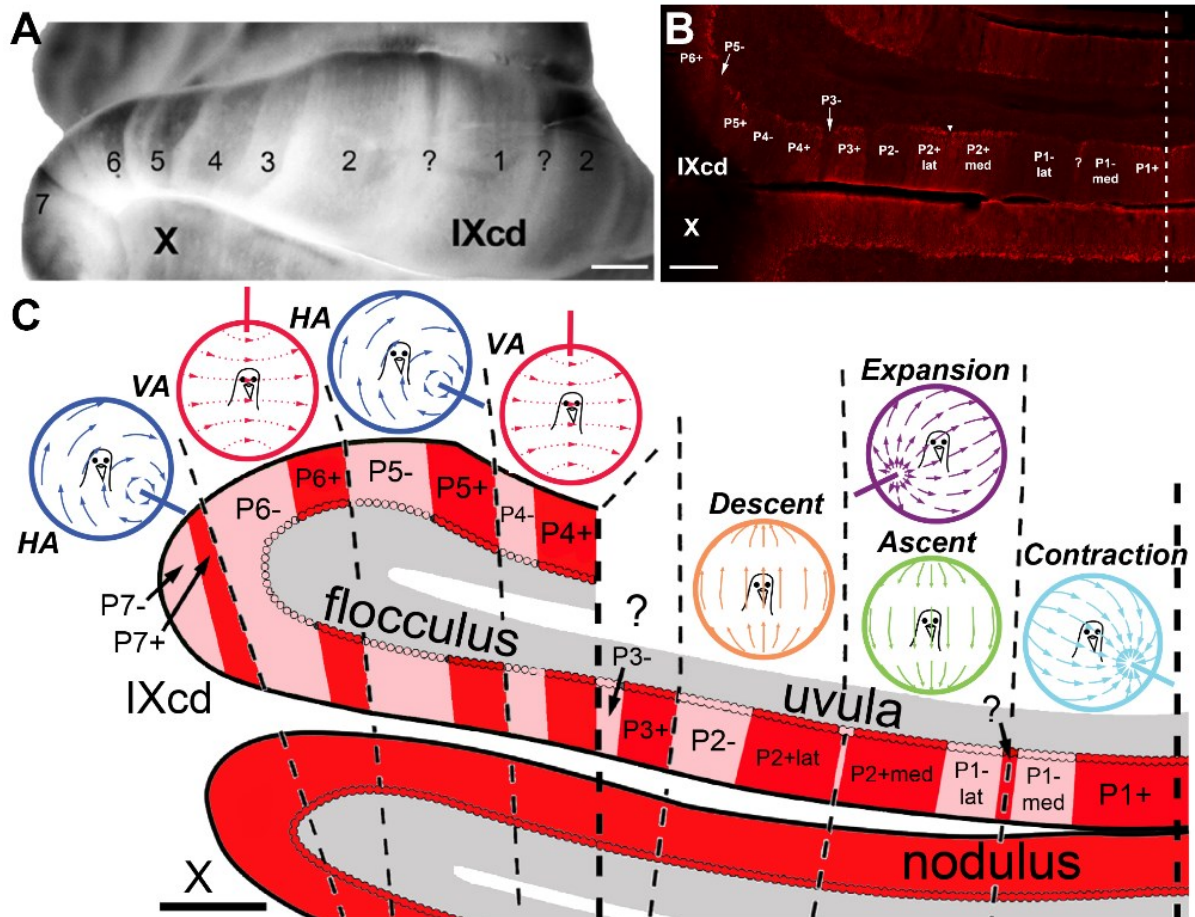 A
6 5 4 3 2 ? 1 ? 2
7
X IXcd
B
P6+ P5-
P3-
P5+ P4- P4+ P3+ P2- P2+ lat P2+ med P1- lat ? P1- med P1+
IXcd
X
C
HA VA HA VA
Expansion
Descent
Ascent
Contraction
P6- P6+ P5- P5+ P4- P4+
P7-
P7+
flocculus
?
IXcd
P3-
uvula
?
P3+ P2- P2+lat P2+med P1- lat P1- med P1+
X
nodulus